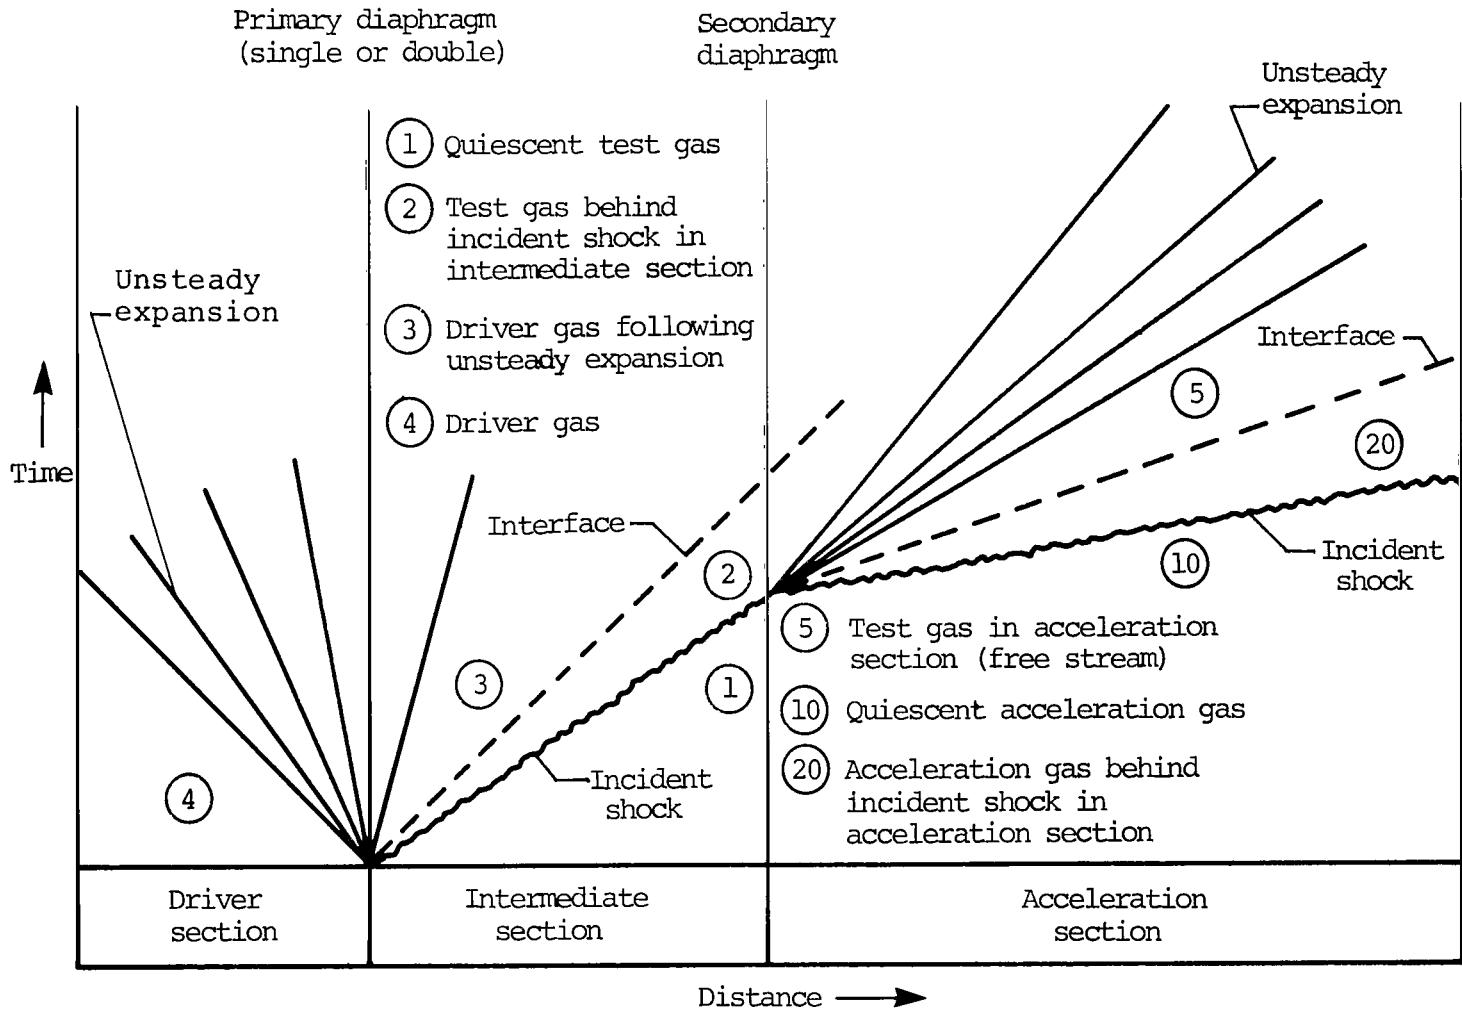 Primary diaphragm
(single or double)
Secondary
diaphragm
Unsteady
expansion
1 Quiescent test gas
2 Test gas behind
incident shock in
intermediate section
3 Driver gas following
unsteady expansion
4 Driver gas
Unsteady
expansion
Time
Interface
Interface
5
20
10
2
Incident
shock
3
1
4
Incident
shock
5 Test gas in acceleration
section (free stream)
10 Quiescent acceleration gas
20 Acceleration gas behind
incident shock in
acceleration section
Driver
section
Intermediate
section
Acceleration
section
Distance